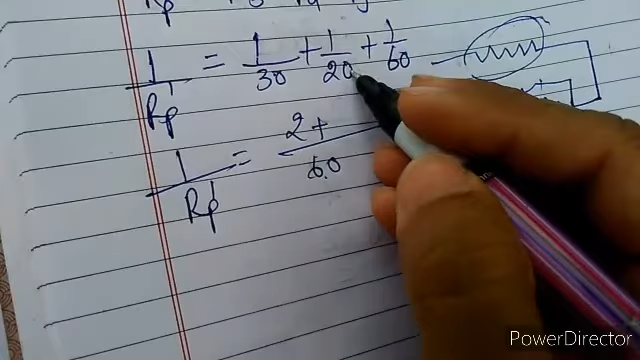 1/Rp' = 1/30 + 1/20 + 1/60
1/Rp' = 2+ / 60
PowerDirector